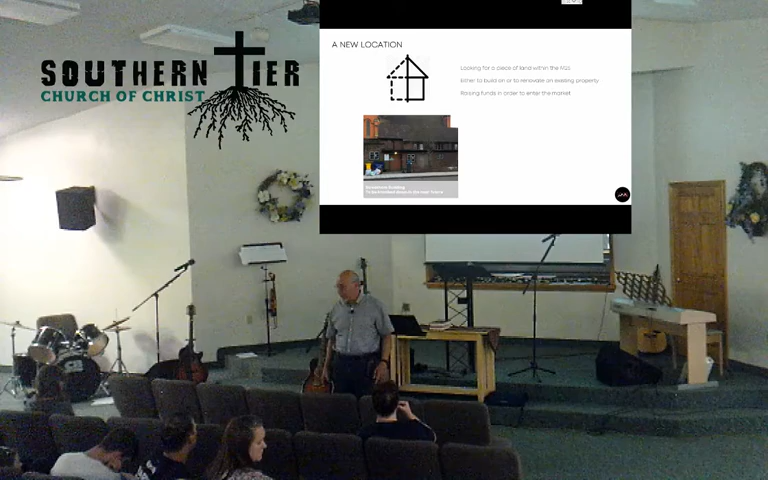 SOUTHERN TIER
CHURCH OF CHRIST
A NEW LOCATION
Looking for a piece of land within the
Either to build on or to renovate an existing property
Raising funds in order to enter the market